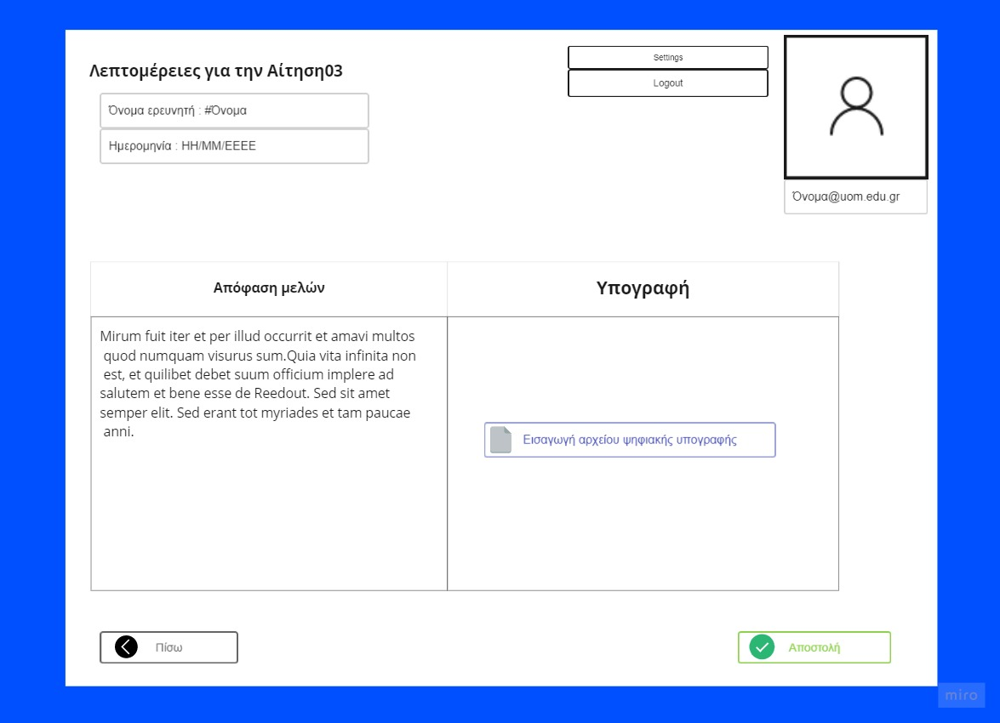 Λεπτομέρειες για την Αίτηση03
Settings
Logout
Όνομα ερευνητή : #Όνομα
Ημερομηνία : ΗΗ/ΜΜ/ΕΕΕΕ
Όνομα@uom.edu.gr
Απόφαση μελών
Υπογραφή
Mirum fuit iter et per illud occurrit et amavi multos
quod numquam visurus sum.Quia vita infinita non
est, et quilibet debet suum officium implere ad
salutem et bene esse de Reedout. Sed sit amet
semper elit. Sed erant tot myriades et tam paucae
anni.
Εισαγωγή αρχείου ψηφιακής υπογραφής
Πίσω
Αποστολή
miro